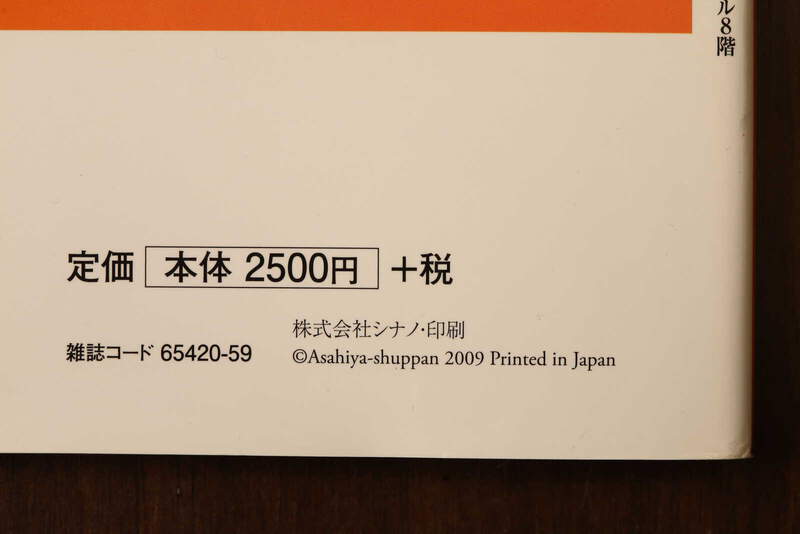 ル8階
定価 本体 2500円 +税
雑誌コード 65420-59
株式会社シナノ・印刷
©Asahiya-shuppan 2009 Printed in Japan